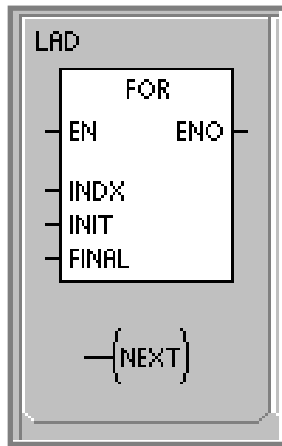 LAD
FOR
EN ENO
INDX
INIT
FINAL
NEXT